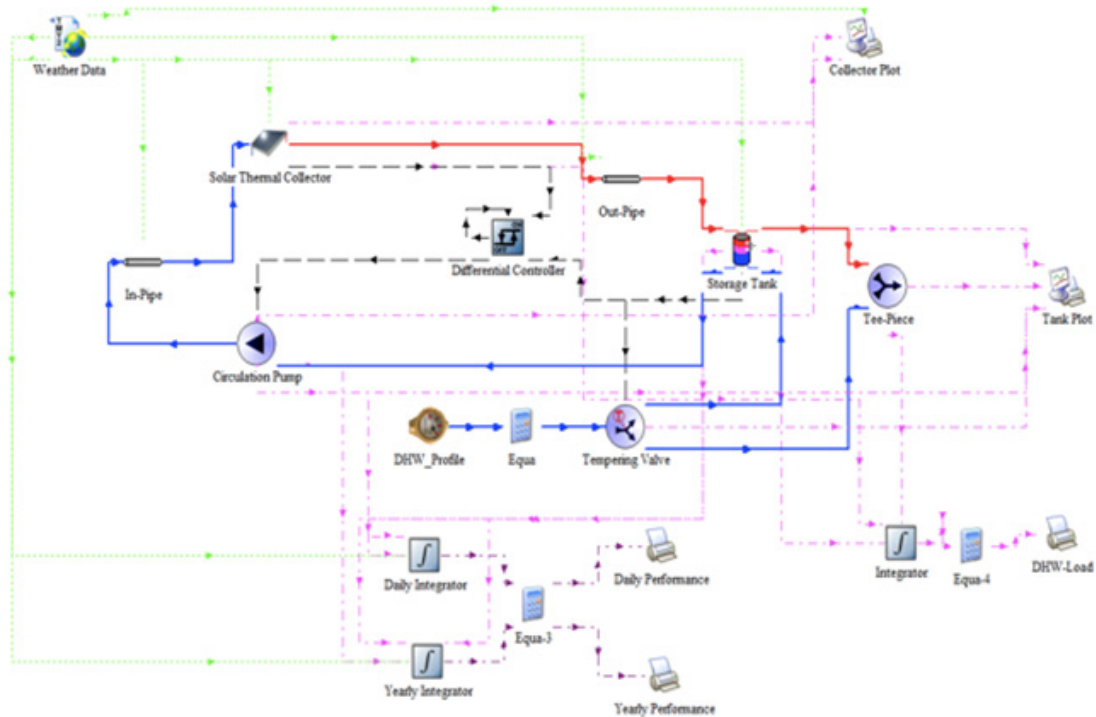 Weather Data
Collector Plot
Solar Thermal Collector
Out-Pipe
Differential Controller
Storage Tank
In-Pipe
Tee-Piece
Tank Plot
Circulation Pump
DHW_Profile
Equa
Tempering Valve
Daily Integrator
Daily Performance
Integrator
Equa-4
DHW-Load
Equa-3
Yearly Integrator
Yearly Performance